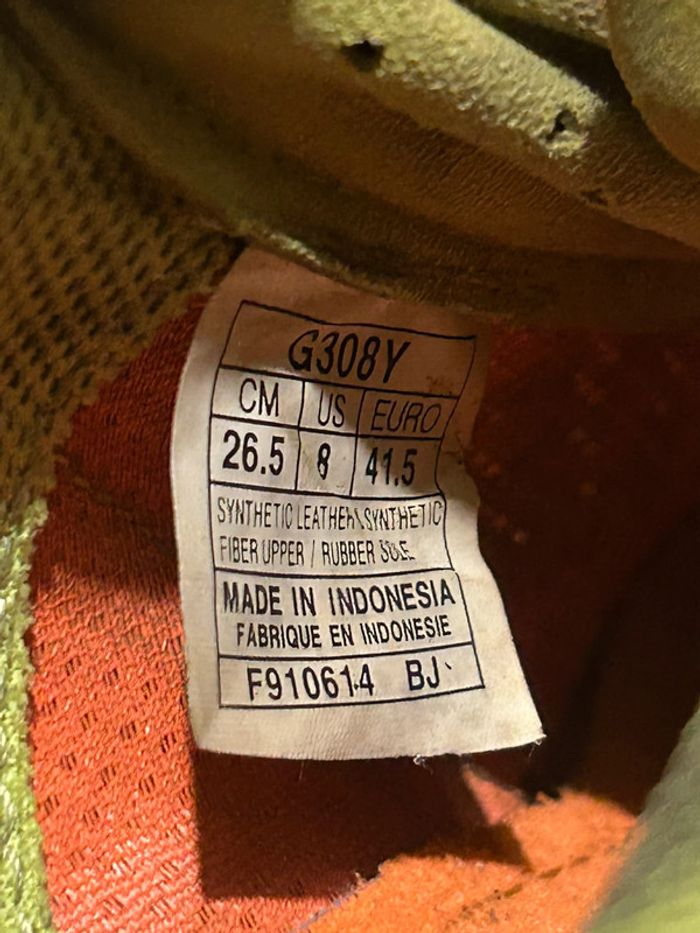 G308Y
CM US EURO
26.5 8 41.5
SYNTHETIC LEATHER\SYNTHETIC
FIBER UPPER / RUBBER SOLE
MADE IN INDONESIA
FABRIQUE EN INDONESIE
F910614 BJ